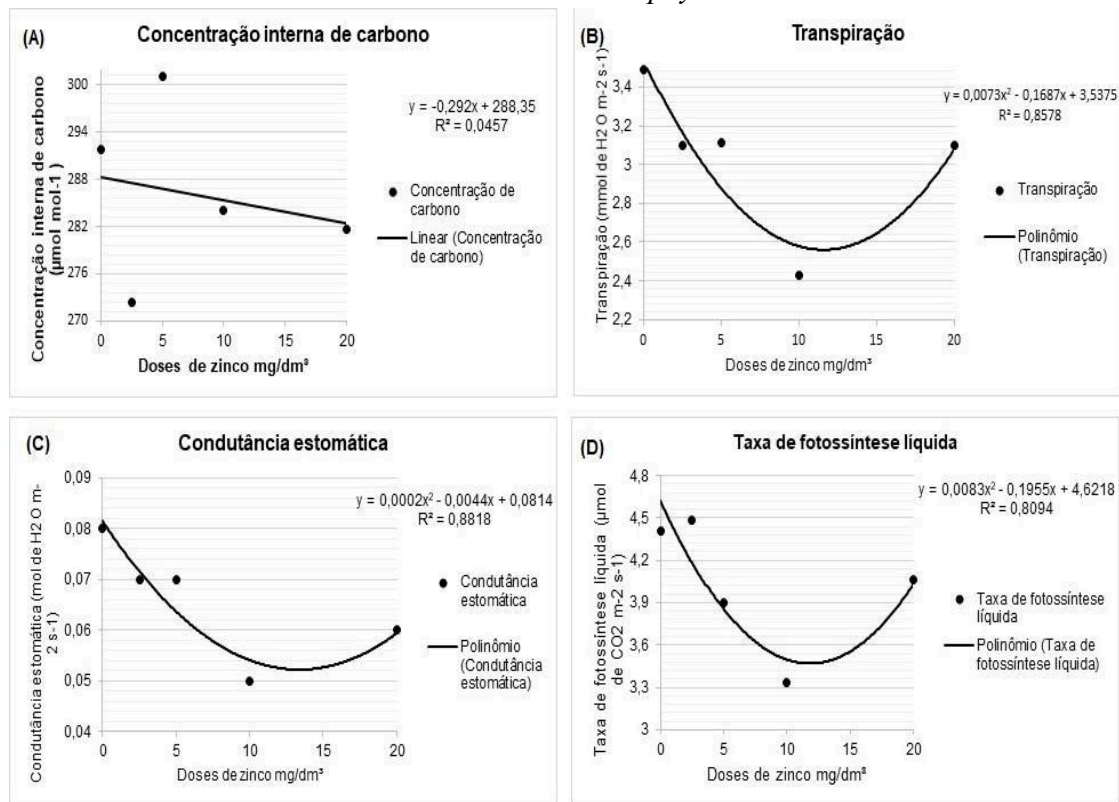 (A) Concentração interna de carbono
Concentração interna de carbono
(µmol mol-1 )
300
294
288
282
276
270
y = -0,292x + 288,35
R² = 0,0457
Concentração de
carbono
Linear (Concentração
de carbono)
0 5 10 15 20
Doses de zinco mg/dm³
(B) Transpiração
Transpiração (mmol de H2 O m-2 s-1)
3,4
3,2
3
2,8
2,6
2,4
2,2
y = 0,0073x² - 0,1687x + 3,5375
R² = 0,8578
Transpiração
Polinômio
(Transpiração)
0 5 10 15 20
Doses de zinco mg/dm³
(C) Condutância estomática
Condutância estomática (mol de H2 O m-
2 s-1)
0,09
0,08
0,07
0,06
0,05
0,04
y = 0,0002x² - 0,0044x + 0,0814
R² = 0,8818
Condutância
estomática
Polinômio
(Condutância
estomática)
0 5 10 15 20
Doses de zinco mg/dm³
(D) Taxa de fotossíntese líquida
Taxa de fotossíntese líquida (µmol
de CO2 m-2 s-1)
4,8
4,5
4,2
3,9
3,6
3,3
3
y = 0,0083x² - 0,1955x + 4,6218
R² = 0,8094
Taxa de fotossíntese
líquida
Polinômio (Taxa de
fotossíntese líquida)
0 5 10 15 20
Doses de zinco mg/dm³